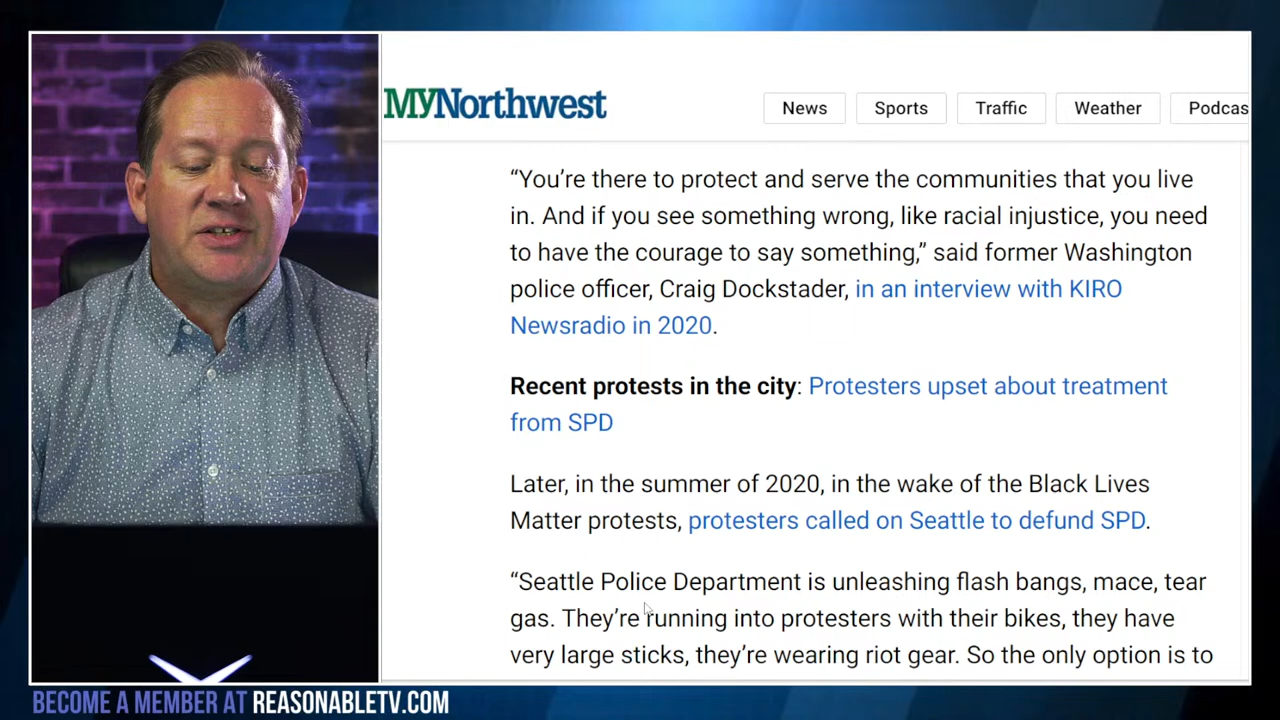 MYNorthwest
News Sports Traffic Weather Podcas
“You’re there to protect and serve the communities that you live
in. And if you see something wrong, like racial injustice, you need
to have the courage to say something,” said former Washington
police officer, Craig Dockstader, in an interview with KIRO
Newsradio in 2020.
Recent protests in the city: Protesters upset about treatment
from SPD
Later, in the summer of 2020, in the wake of the Black Lives
Matter protests, protesters called on Seattle to defund SPD.
“Seattle Police Department is unleashing flash bangs, mace, tear
gas. They’re running into protesters with their bikes, they have
very large sticks, they’re wearing riot gear. So the only option is to
BECOME A MEMBER AT REASONABLETV.COM